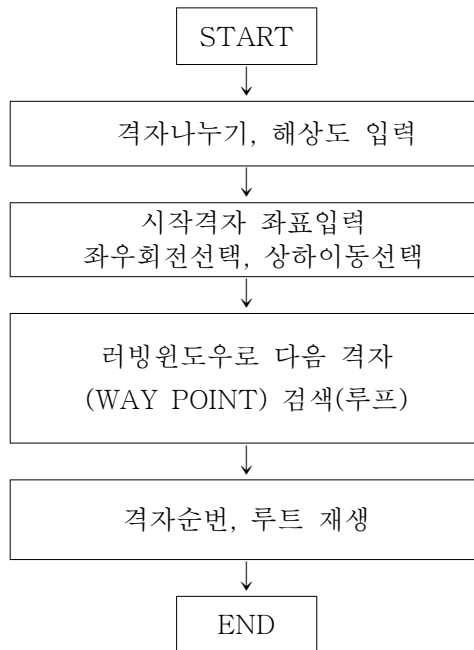 START
격자나누기, 해상도 입력
시작격자 좌표입력
좌우회전선택, 상하이동선택
러빙윈도우로 다음 격자
(WAY POINT) 검색(루프)
격자순번, 루트 재생
END